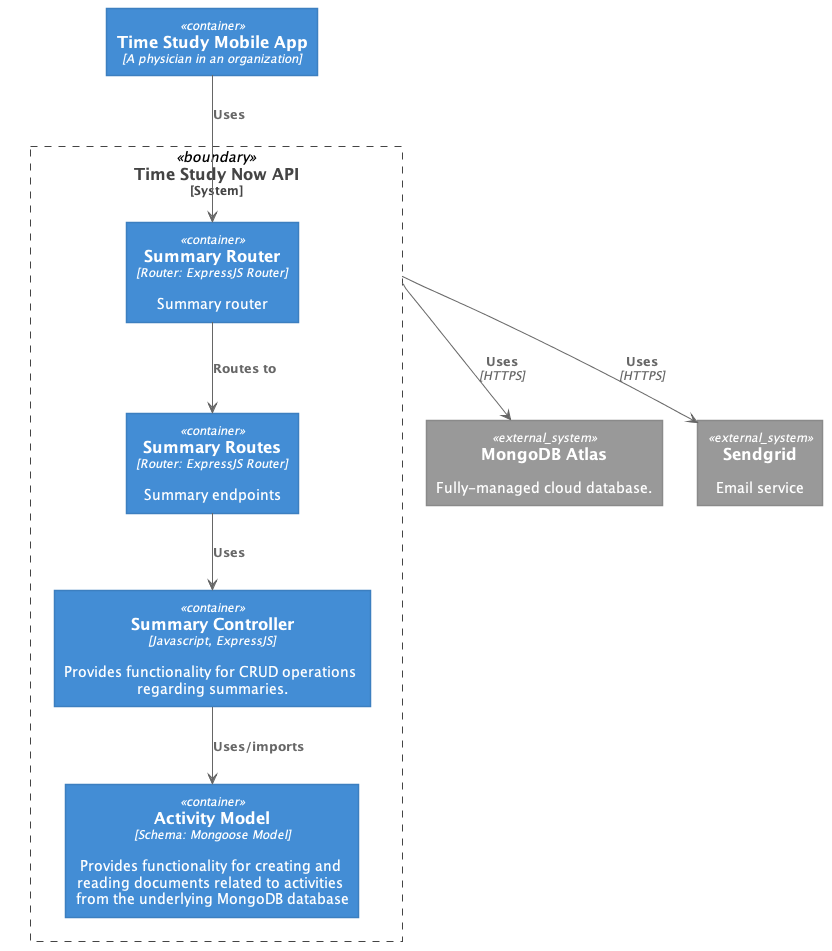 «container»
Time Study Mobile App
[A physician in an organization]
Uses
«boundary»
Time Study Now API
[System]
«container»
Summary Router
[Router: ExpressJS Router]
Summary router
Routes to
Uses
[HTTPS]
Uses
[HTTPS]
«container»
Summary Routes
[Router: ExpressJS Router]
Summary endpoints
«external_system»
MongoDB Atlas
Fully-managed cloud database.
«external_system»
Sendgrid
Email service
Uses
«container»
Summary Controller
[Javascript, ExpressJS]
Provides functionality for CRUD operations
regarding summaries.
Uses/imports
«container»
Activity Model
[Schema: Mongoose Model]
Provides functionality for creating and
reading documents related to activities
from the underlying MongoDB database